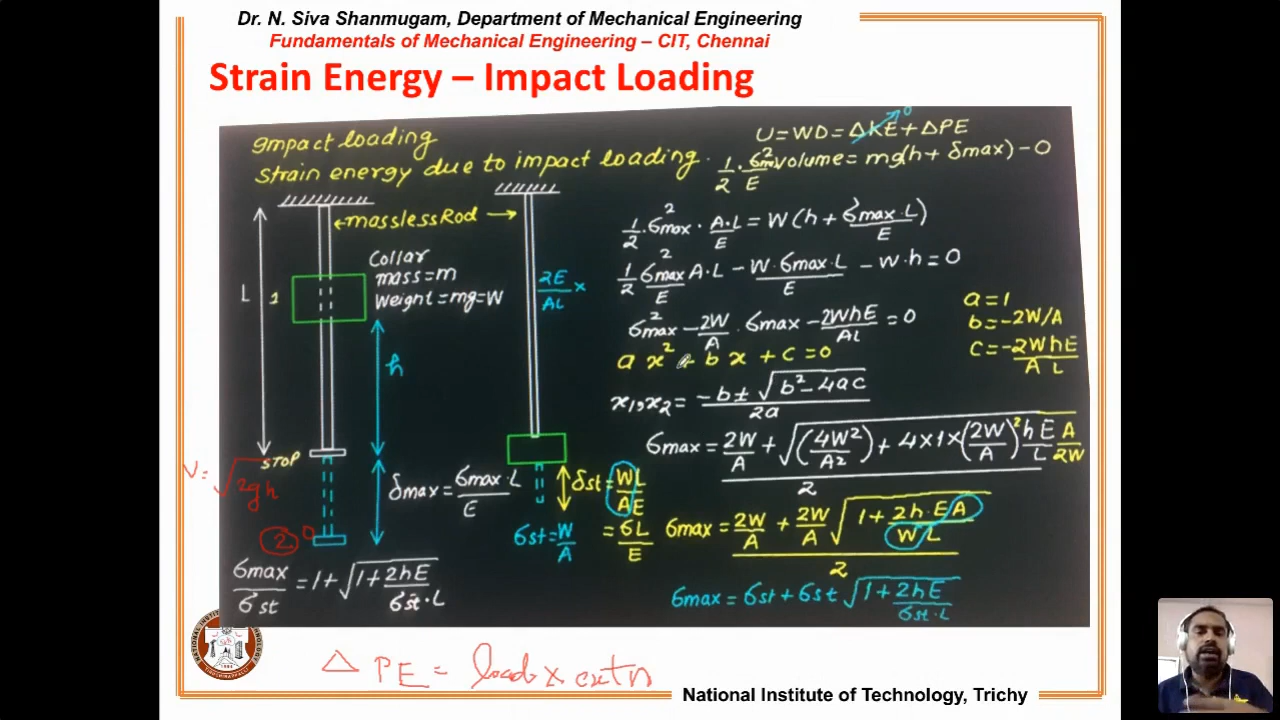 Dr. N. Siva Shanmugam, Department of Mechanical Engineering
Fundamentals of Mechanical Engineering – CIT, Chennai
Strain Energy – Impact Loading
Impact loading
Strain energy due to impact loading.
U = WD = ΔKE + ΔPE
0
1/2 · σ²max/E volume = mg(h + δmax) – 0
←masslessRod→
1/2 · σ²max · A·L/E = W(h + σmax·L/E)
Collar
mass = m
Weight = mg = W
L
1
2E/AL ×
1/2 σ²max/E A·L – W·σmax·L/E – W·h = 0
σ²max – 2W/A · σmax – 2WhE/AL = 0
a = 1
b = –2W/A
c = –2WhE/AL
h
a x² + b x + c = 0
x1, x2 = –b ± √b² – 4ac / 2a
σmax = 2W/A + √(4W²/A²) + 4×1×(2W/A)² hE/L A/2W / 2
STOP
V = √2gh
δmax = σmax·L/E
δst = WL/AE
= σL/E
σst = W/A
σmax = 2W/A + 2W/A √1 + 2h·EA/WL / 2
2
0
σmax/σst = 1 + √1 + 2hE/σst·L
σmax = σst + σst √1 + 2hE/σst·L
Δ PE = load × extn
National Institute of Technology, Trichy